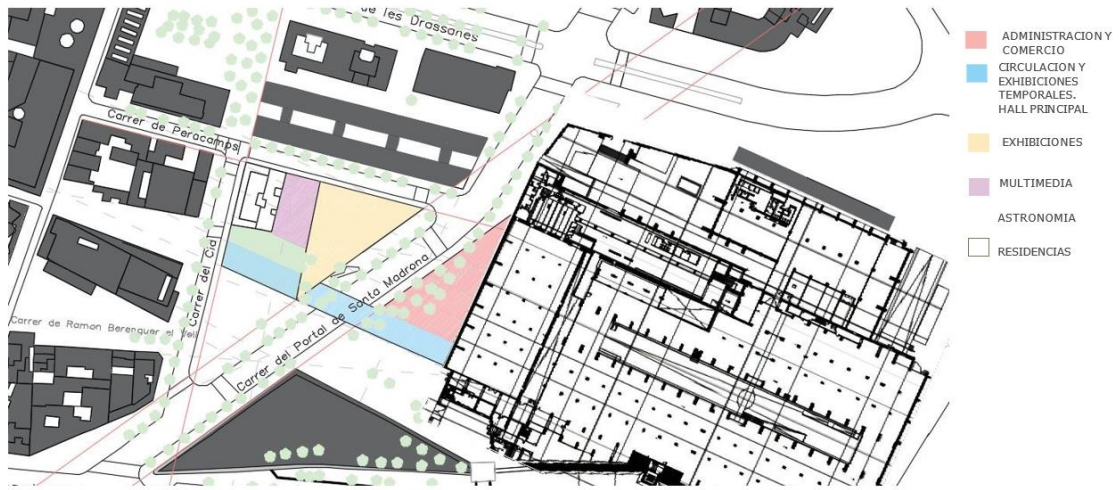 de les Drassanes
Carrer de Peracamps
Carrer del Cid
Carrer del Portal de Santa Madrona
Carrer de Ramon Berenguer el Vell
ADMINISTRACION Y
COMERCIO
CIRCULACION Y
EXHIBICIONES
TEMPORALES.
HALL PRINCIPAL
EXHIBICIONES
MULTIMEDIA
ASTRONOMIA
RESIDENCIAS